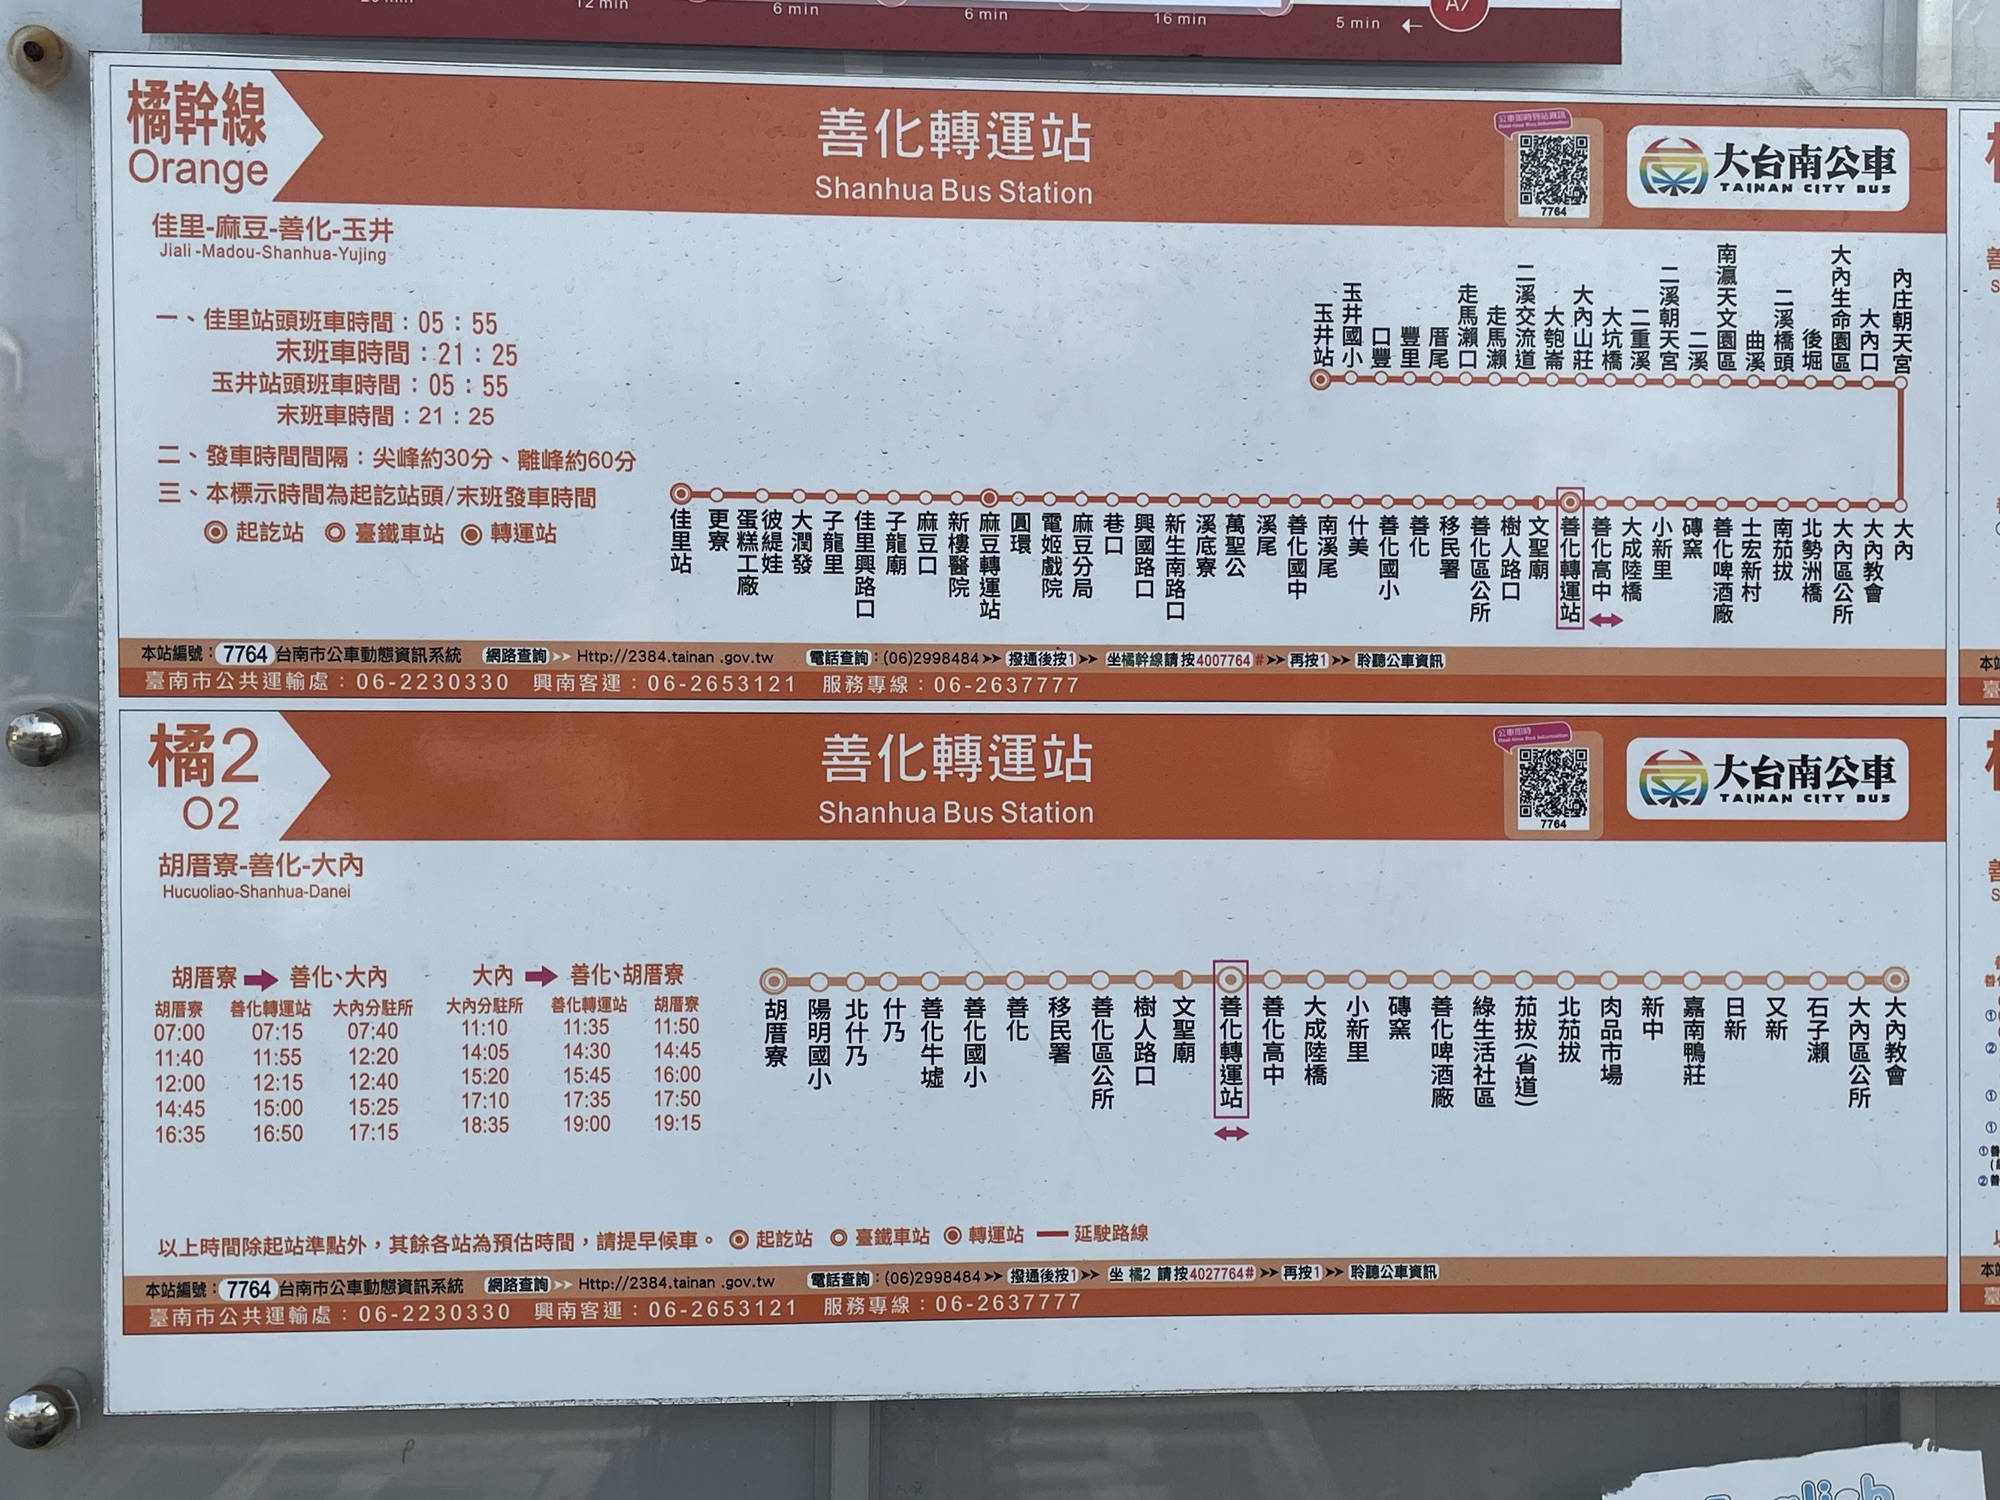 20 min
12 min
6 min
6 min
16 min
5 min
A7
橘幹線
Orange
善化轉運站
Shanhua Bus Station
公車即時到站資訊
7764
大台南公車
TAINAN CITY BUS
佳里-麻豆-善化-玉井
Jiali-Madou-Shanhua-Yujing
一、佳里站頭班車時間：05：55
末班車時間：21：25
玉井站頭班車時間：05：55
末班車時間：21：25
二、發車時間間隔：尖峰約30分、離峰約60分
三、本標示時間為起訖站頭/末班發車時間
起訖站 臺鐵車站 轉運站
玉井站
玉井國小
口豐
豐里
厝尾
走馬瀨口
走馬瀨
二溪交流道
大匏崙
大內山莊
大坑橋
二重溪
二溪朝天宮
二溪
南瀛天文園區
曲溪
二溪橋頭
後堀
大內生命園區
大內口
內庄朝天宮
佳里站
更寮
蛋糕工廠
彼緹娃
大潤發
子龍里
佳里興路口
子龍廟
麻豆口
新樓醫院
麻豆轉運站
圓環
電姬戲院
麻豆分局
巷口
興國路口
新生南路口
溪底寮
萬聖公
溪尾
善化國中
南溪尾
什美
善化國小
善化
移民署
善化區公所
樹人路口
文聖廟
善化轉運站
善化高中
大成陸橋
小新里
磚窯
善化啤酒廠
士宏新村
南茄拔
北勢洲橋
大內區公所
大內教會
大內
本站編號：7764 台南市公車動態資訊系統 網路查詢 Http://2384.tainan .gov.tw 電話查詢：(06)2998484 撥通後按1 坐橘幹線請按4007764# 再按1 聆聽公車資訊
臺南市公共運輸處：06-2230330 興南客運：06-2653121 服務專線：06-2637777
橘2
O2
善化轉運站
Shanhua Bus Station
公車即時
7764
大台南公車
TAINAN CITY BUS
胡厝寮-善化-大內
Hucuoliao-Shanhua-Danei
胡厝寮 善化、大內 大內 善化、胡厝寮
胡厝寮 善化轉運站 大內分駐所 大內分駐所 善化轉運站 胡厝寮
07:00 07:15 07:40 11:10 11:35 11:50
11:40 11:55 12:20 14:05 14:30 14:45
12:00 12:15 12:40 15:20 15:45 16:00
14:45 15:00 15:25 17:10 17:35 17:50
16:35 16:50 17:15 18:35 19:00 19:15
胡厝寮
陽明國小
北什乃
什乃
善化牛墟
善化國小
善化
移民署
善化區公所
樹人路口
文聖廟
善化轉運站
善化高中
大成陸橋
小新里
磚窯
善化啤酒廠
綠生活社區
茄拔(省道)
北茄拔
肉品市場
新中
嘉南鴨莊
日新
又新
石子瀨
大內區公所
大內教會
以上時間除起站準點外，其餘各站為預估時間，請提早候車。 起訖站 臺鐵車站 轉運站 延駛路線
本站編號：7764 台南市公車動態資訊系統 網路查詢 Http://2384.tainan .gov.tw 電話查詢：(06)2998484 撥通後按1 坐 橘2 請按4027764# 再按1 聆聽公車資訊
臺南市公共運輸處：06-2230330 興南客運：06-2653121 服務專線：06-2637777